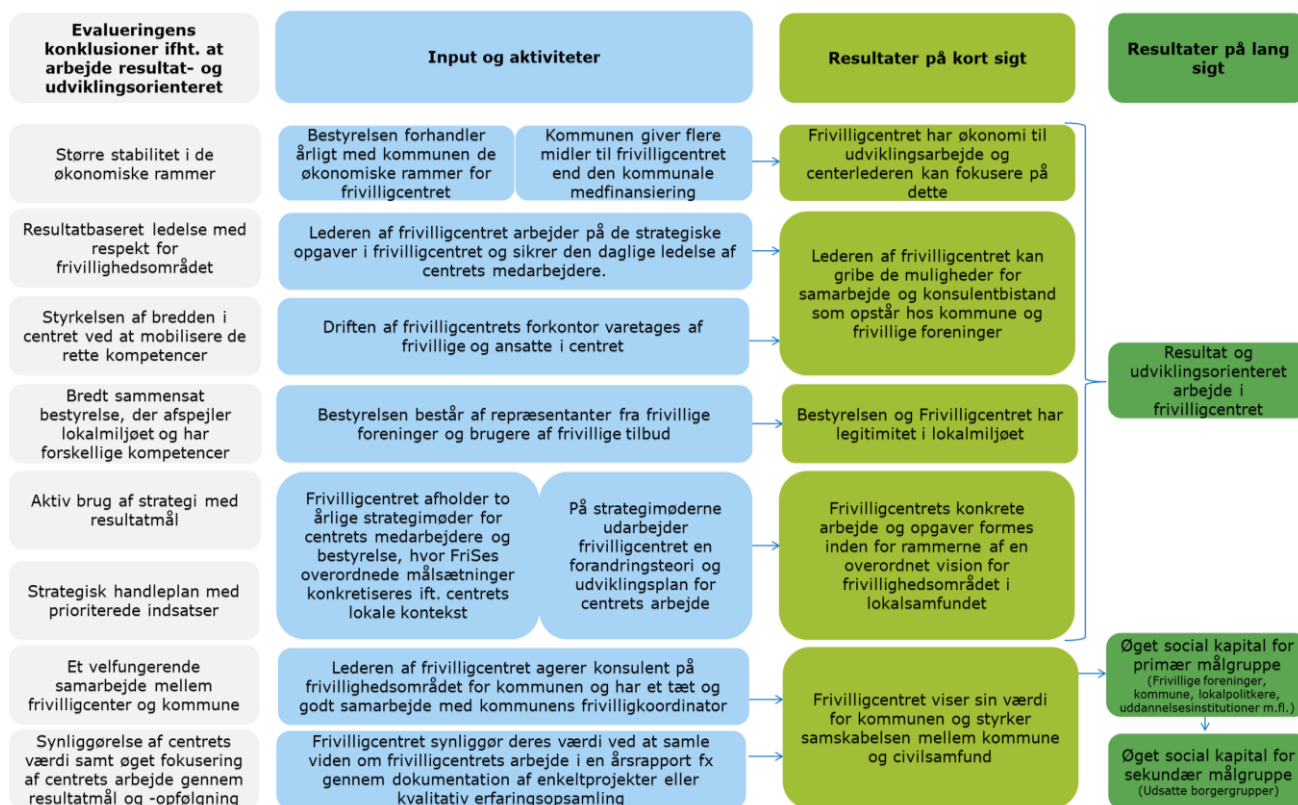 Evalueringens
konklusioner ifht. at
arbejde resultat- og
udviklingsorienteret
Input og aktiviteter
Resultater på kort sigt
Resultater på lang
sigt
Større stabilitet i de
økonomiske rammer
Bestyrelsen forhandler
årligt med kommunen de
økonomiske rammer for
frivilligcentret
Kommunen giver flere
midler til frivilligcentret
end den kommunale
medfinansiering
Frivilligcentret har økonomi til
udviklingsarbejde og
centerlederen kan fokusere på
dette
Resultatbaseret ledelse med
respekt for
frivillighedsområdet
Lederen af frivilligcentret arbejder på de strategiske
opgaver i frivilligcentret og sikrer den daglige ledelse af
centrets medarbejdere.
Lederen af frivilligcentret kan
gribe de muligheder for
samarbejde og konsulentbistand
som opstår hos kommune og
frivillige foreninger
Styrkelsen af bredden i
centret ved at mobilisere de
rette kompetencer
Driften af frivilligcentrets forkontor varetages af
frivillige og ansatte i centret
Resultat og
udviklingsorienteret
arbejde i
frivilligcentret
Bredt sammensat
bestyrelse, der afspejler
lokalmiljøet og har
forskellige kompetencer
Bestyrelsen består af repræsentanter fra frivillige
foreninger og brugere af frivillige tilbud
Bestyrelsen og Frivilligcentret har
legitimitet i lokalmiljøet
Aktiv brug af strategi med
resultatmål
Strategisk handleplan med
prioriterede indsatser
Frivilligcentret afholder to
årlige strategimøder for
centrets medarbejdere og
bestyrelse, hvor FriSes
overordnede målsætninger
konkretiseres ift. centrets
lokale kontekst
På strategimøderne
udarbejder
frivilligcentret en
forandringsteori og
udviklingsplan for
centrets arbejde
Frivilligcentrets konkrete
arbejde og opgaver formes
inden for rammerne af en
overordnet vision for
frivillighedsområdet i
lokalsamfundet
Et velfungerende
samarbejde mellem
frivilligcenter og kommune
Lederen af frivilligcentret agerer konsulent på
frivillighedsområdet for kommunen og har et tæt og
godt samarbejde med kommunens frivilligkoordinator
Frivilligcentret viser sin værdi
for kommunen og styrker
samskabelsen mellem kommune
og civilsamfund
Øget social kapital for
primær målgruppe
(Frivillige foreninger,
kommune, lokalpolitkere,
uddannelsesinstitutioner m.fl.)
Synliggørelse af centrets
værdi samt øget fokusering
af centrets arbejde gennem
resultatmål og -opfølgning
Frivilligcentret synliggør deres værdi ved at samle
viden om frivilligcentrets arbejde i en årsrapport fx
gennem dokumentation af enkeltprojekter eller
kvalitativ erfaringsopsamling
Øget social kapital for
sekundær målgruppe
(Udsatte borgergrupper)